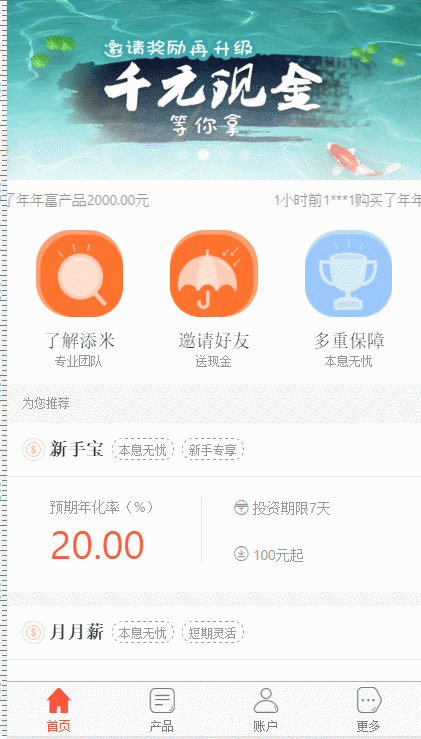 邀请奖励再升级
千元现金
等你拿
了年年富产品2000.00元 1小时前1***1购买了年年
了解添米 邀请好友 多重保障
专业团队 送现金 本息无忧
为您推荐
新手宝 本息无忧 新手专享
预期年化率（%） 投资期限7天
20.00 100元起
月月薪 本息无忧 短期灵活
首页 产品 账户 更多